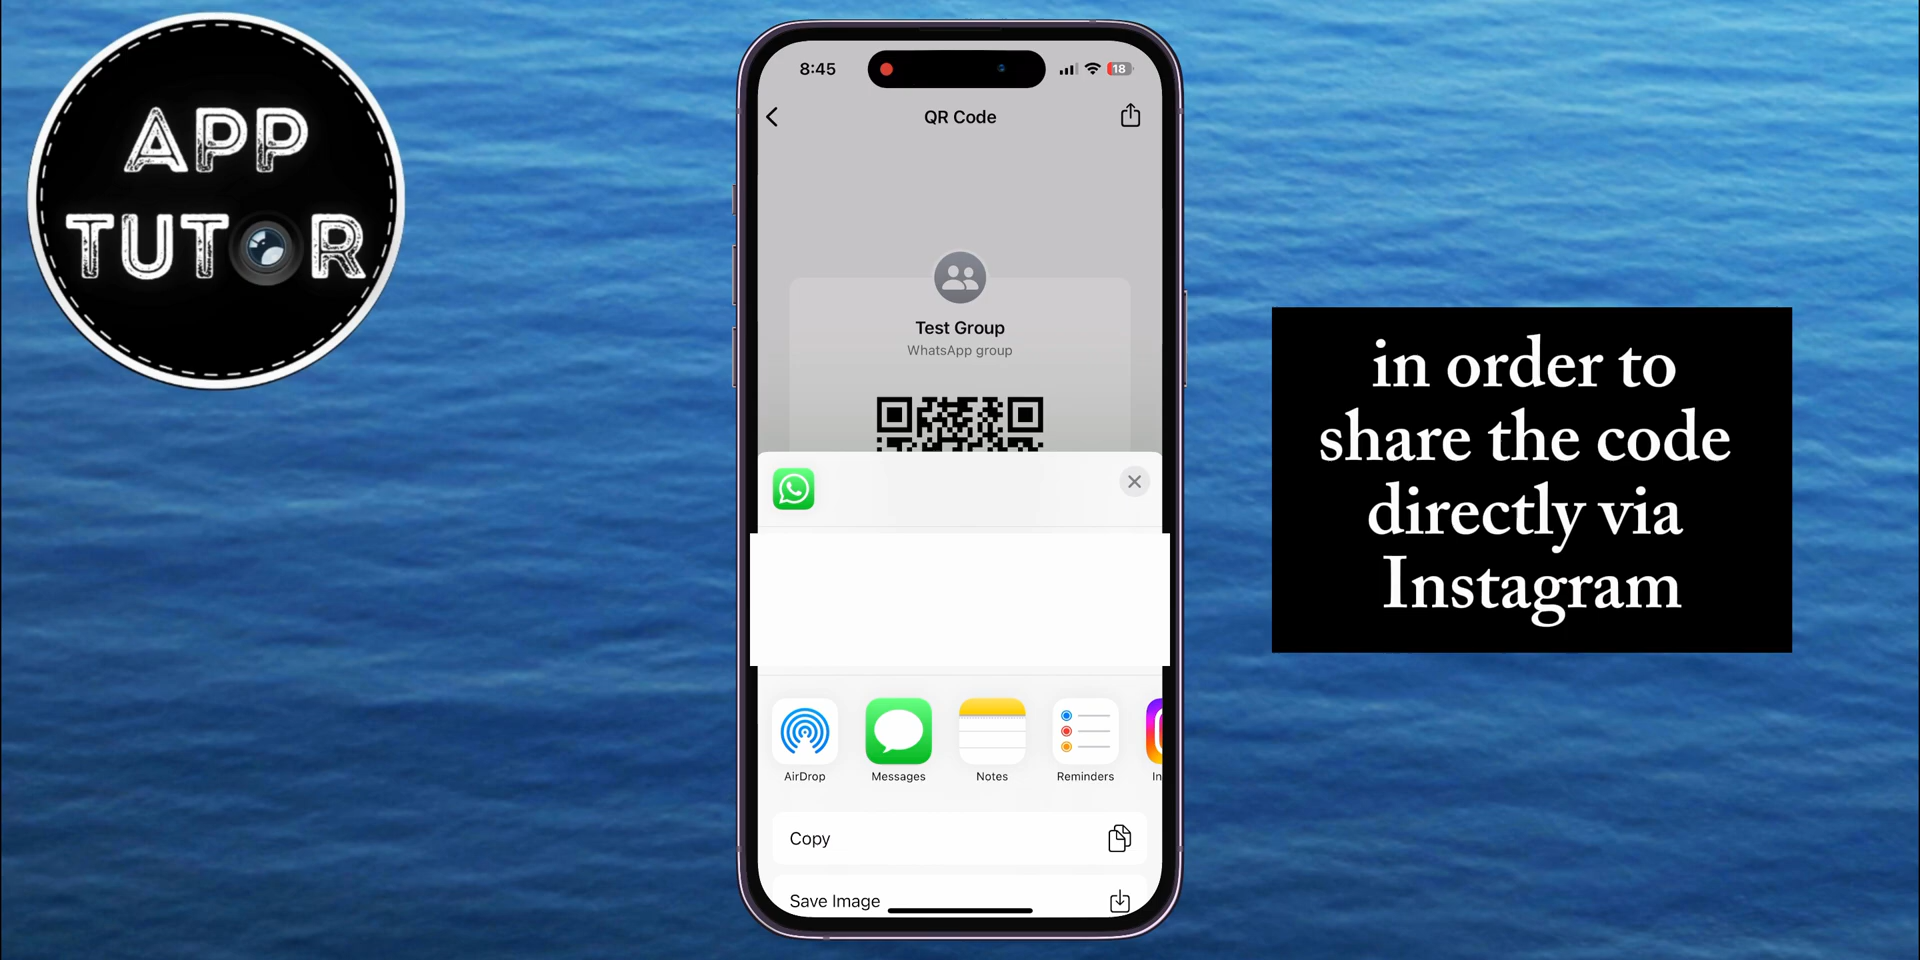 APP
TUTOR
8:45
18
QR Code
Test Group
WhatsApp group
AirDrop
Messages
Notes
Reminders
In
Copy
Save Image
in order to
share the code
directly via
Instagram